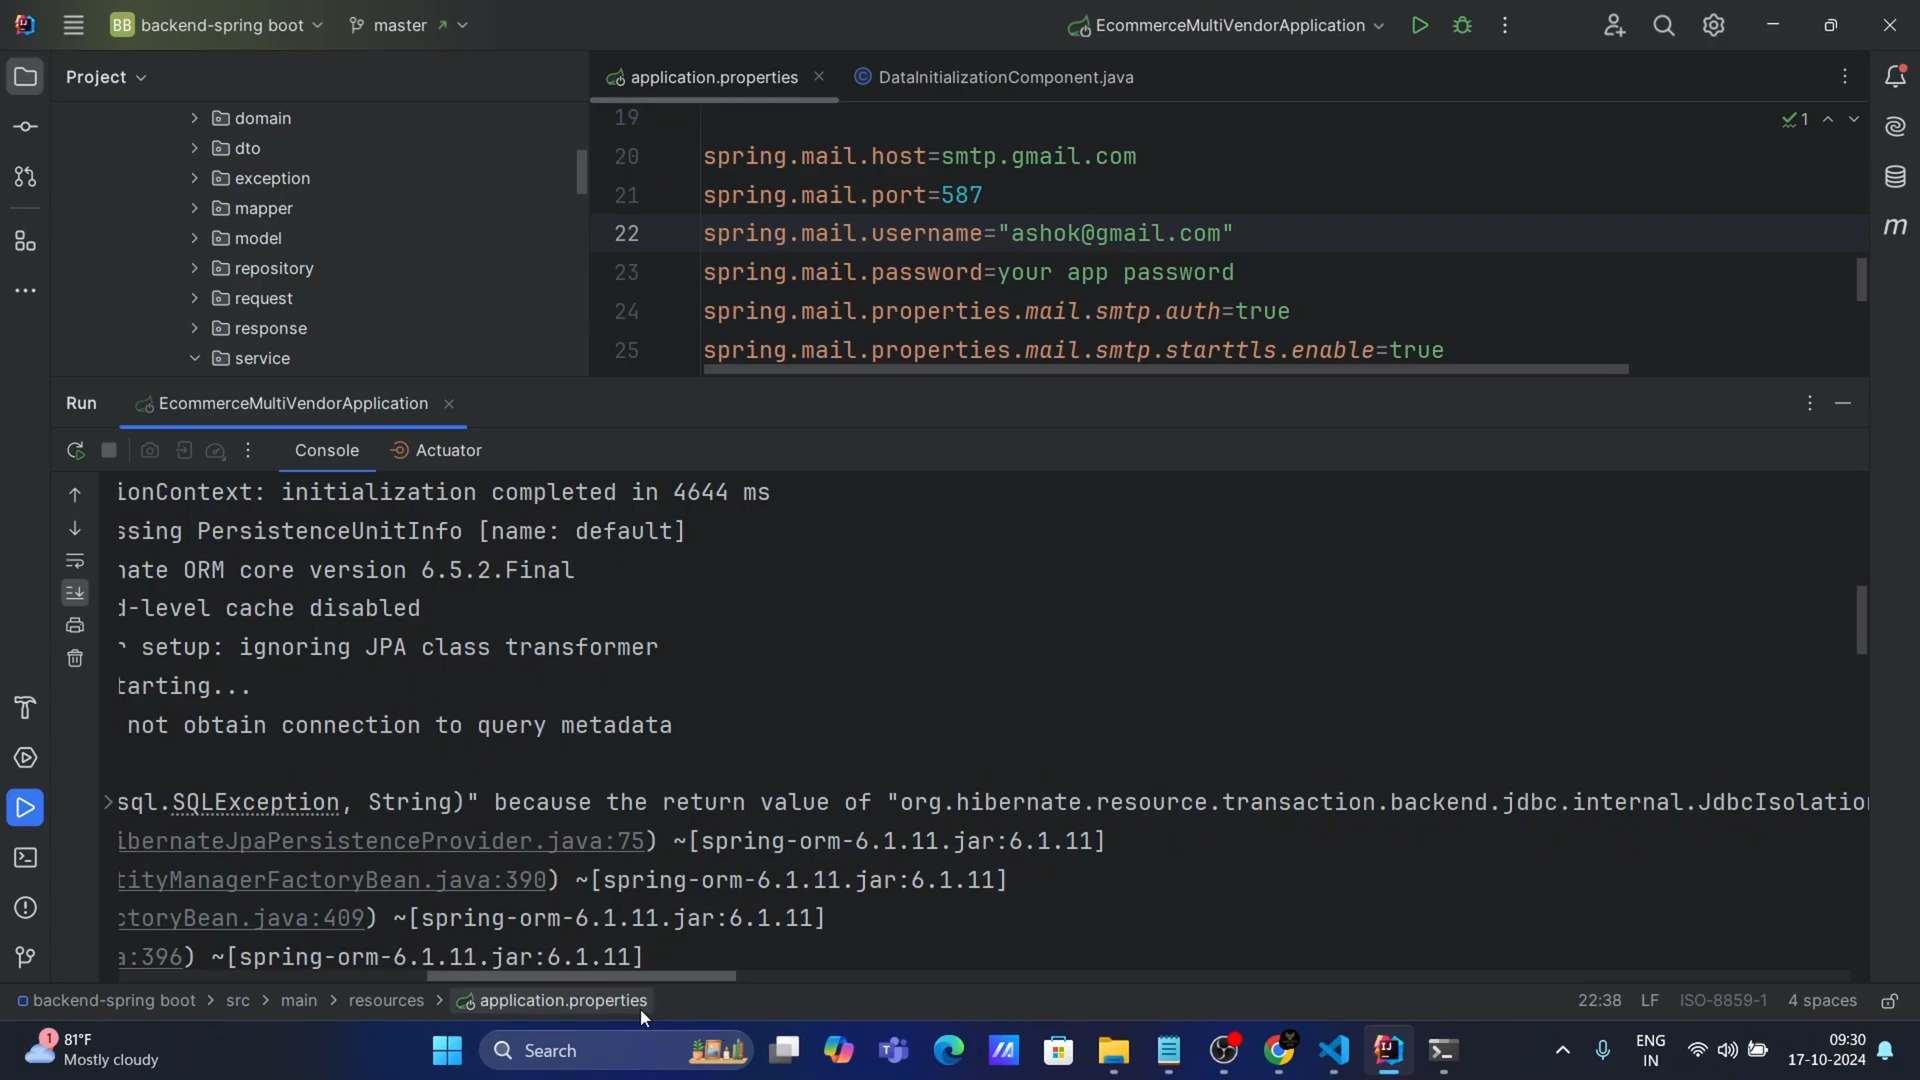 BB backend-spring boot
master
EcommerceMultiVendorApplication
Project
domain
dto
exception
mapper
model
repository
request
response
service
application.properties
DataInitializationComponent.java
1
19
20 spring.mail.host=smtp.gmail.com
21 spring.mail.port=587
22 spring.mail.username="ashok@gmail.com"
23 spring.mail.password=your app password
24 spring.mail.properties.mail.smtp.auth=true
25 spring.mail.properties.mail.smtp.starttls.enable=true
m
Run
EcommerceMultiVendorApplication
Console
Actuator
ionContext: initialization completed in 4644 ms
ssing PersistenceUnitInfo [name: default]
nate ORM core version 6.5.2.Final
d-level cache disabled
r setup: ignoring JPA class transformer
tarting...
not obtain connection to query metadata
sql.SQLException, String)" because the return value of "org.hibernate.resource.transaction.backend.jdbc.internal.JdbcIsolation
ibernateJpaPersistenceProvider.java:75) ~[spring-orm-6.1.11.jar:6.1.11]
tityManagerFactoryBean.java:390) ~[spring-orm-6.1.11.jar:6.1.11]
ctoryBean.java:409) ~[spring-orm-6.1.11.jar:6.1.11]
a:396) ~[spring-orm-6.1.11.jar:6.1.11]
backend-spring boot > src > main > resources > application.properties
22:38 LF ISO-8859-1 4 spaces
1
81°F
Mostly cloudy
Search
ENG
IN
09:30
17-10-2024